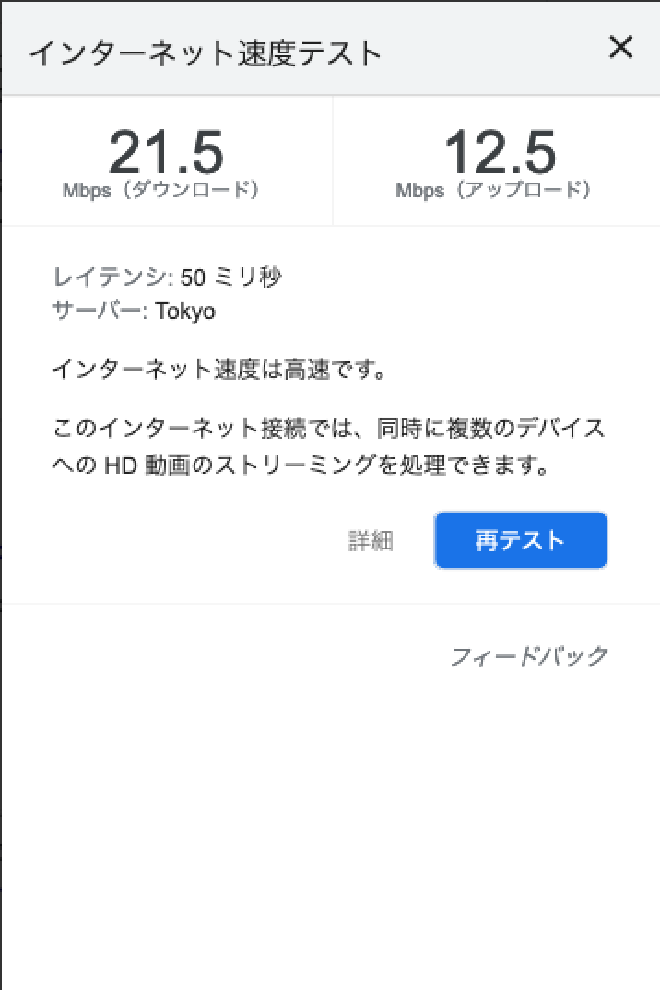 インターネット速度テスト
21.5
Mbps（ダウンロード）
12.5
Mbps（アップロード）
レイテンシ: 50 ミリ秒
サーバー: Tokyo
インターネット速度は高速です。
このインターネット接続では、同時に複数のデバイス
への HD 動画のストリーミングを処理できます。
詳細
再テスト
フィードバック